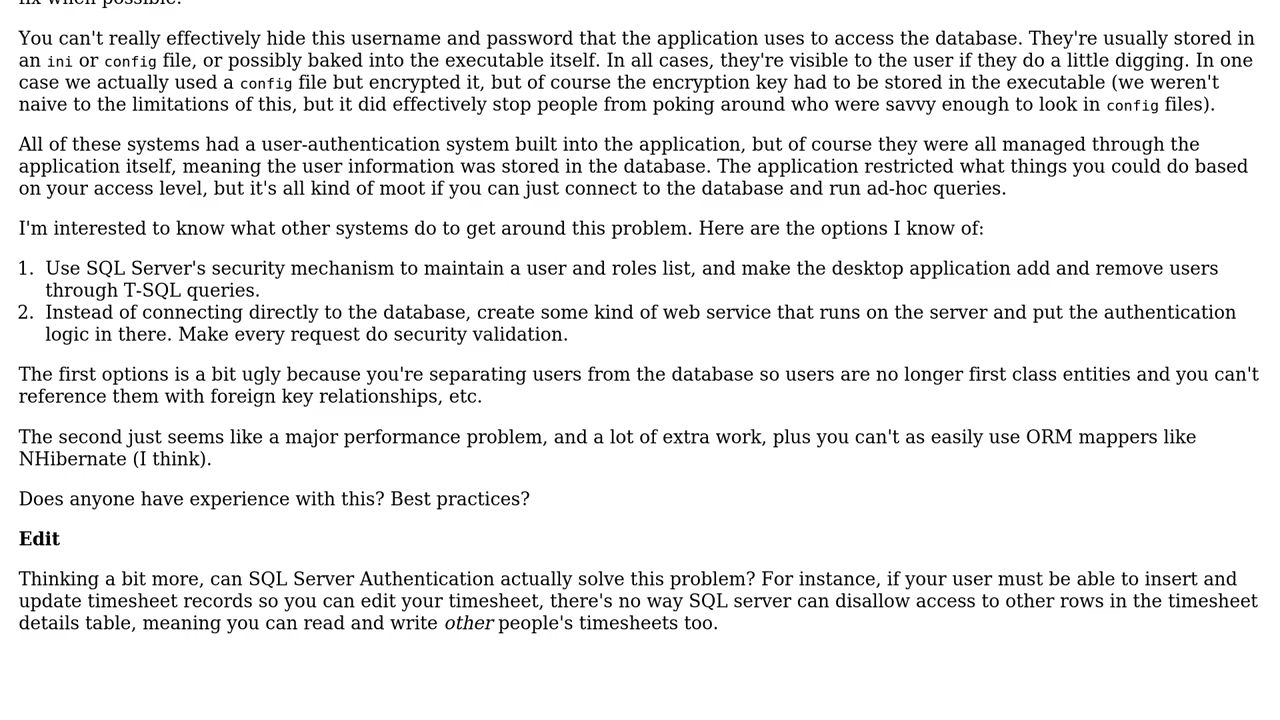 fix when possible.
You can't really effectively hide this username and password that the application uses to access the database. They're usually stored in
an ini or config file, or possibly baked into the executable itself. In all cases, they're visible to the user if they do a little digging. In one
case we actually used a config file but encrypted it, but of course the encryption key had to be stored in the executable (we weren't
naive to the limitations of this, but it did effectively stop people from poking around who were savvy enough to look in config files).
All of these systems had a user-authentication system built into the application, but of course they were all managed through the
application itself, meaning the user information was stored in the database. The application restricted what things you could do based
on your access level, but it's all kind of moot if you can just connect to the database and run ad-hoc queries.
I'm interested to know what other systems do to get around this problem. Here are the options I know of:
1. Use SQL Server's security mechanism to maintain a user and roles list, and make the desktop application add and remove users
through T-SQL queries.
2. Instead of connecting directly to the database, create some kind of web service that runs on the server and put the authentication
logic in there. Make every request do security validation.
The first options is a bit ugly because you're separating users from the database so users are no longer first class entities and you can't
reference them with foreign key relationships, etc.
The second just seems like a major performance problem, and a lot of extra work, plus you can't as easily use ORM mappers like
NHibernate (I think).
Does anyone have experience with this? Best practices?
Edit
Thinking a bit more, can SQL Server Authentication actually solve this problem? For instance, if your user must be able to insert and
update timesheet records so you can edit your timesheet, there's no way SQL server can disallow access to other rows in the timesheet
details table, meaning you can read and write other people's timesheets too.